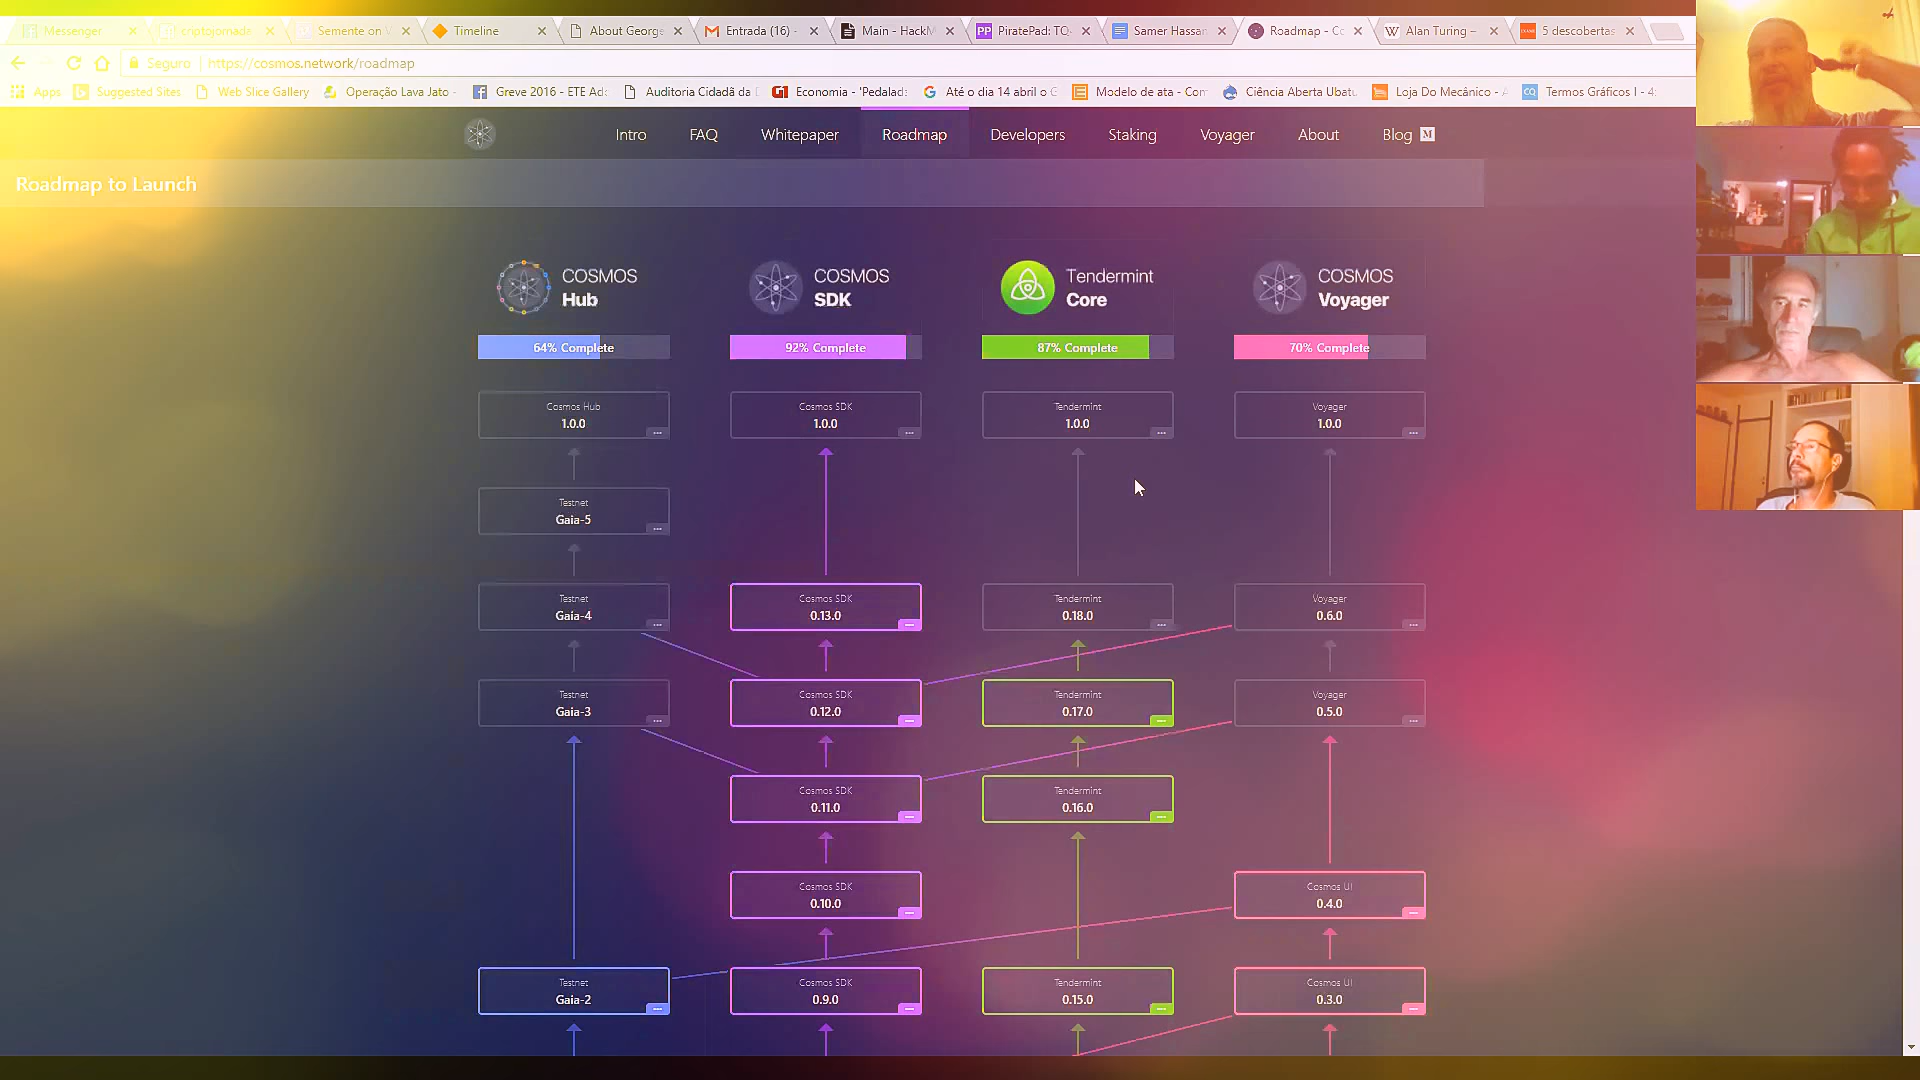 Messenger
criptojornada
Semente on
Timeline
About George
Entrada (16) -
Main - HackM
PiratePad: TQ-
Samer Hassan
Roadmap - Co
Alan Turing –
5 descobertas
Seguro
https://cosmos.network/roadmap
Apps
Suggested Sites
Web Slice Gallery
Operação Lava Jato -
Greve 2016 - ETE Ad
Auditoria Cidadã da
Economia - 'Pedalad
Até o dia 14 abril o
Modelo de ata - Com
Ciência Aberta Ubatu
Loja Do Mecânico -
Termos Gráficos I - 4:
Intro
FAQ
Whitepaper
Roadmap
Developers
Staking
Voyager
About
Blog M
Roadmap to Launch
COSMOS
Hub
COSMOS
SDK
Tendermint
Core
COSMOS
Voyager
64% Complete
92% Complete
87% Complete
70% Complete
Cosmos Hub
1.0.0
Cosmos SDK
1.0.0
Tendermint
1.0.0
Voyager
1.0.0
Testnet
Gaia-5
Testnet
Gaia-4
Cosmos SDK
0.13.0
Tendermint
0.18.0
Voyager
0.6.0
Testnet
Gaia-3
Cosmos SDK
0.12.0
Tendermint
0.17.0
Voyager
0.5.0
Cosmos SDK
0.11.0
Tendermint
0.16.0
Cosmos SDK
0.10.0
Cosmos UI
0.4.0
Testnet
Gaia-2
Cosmos SDK
0.9.0
Tendermint
0.15.0
Cosmos UI
0.3.0